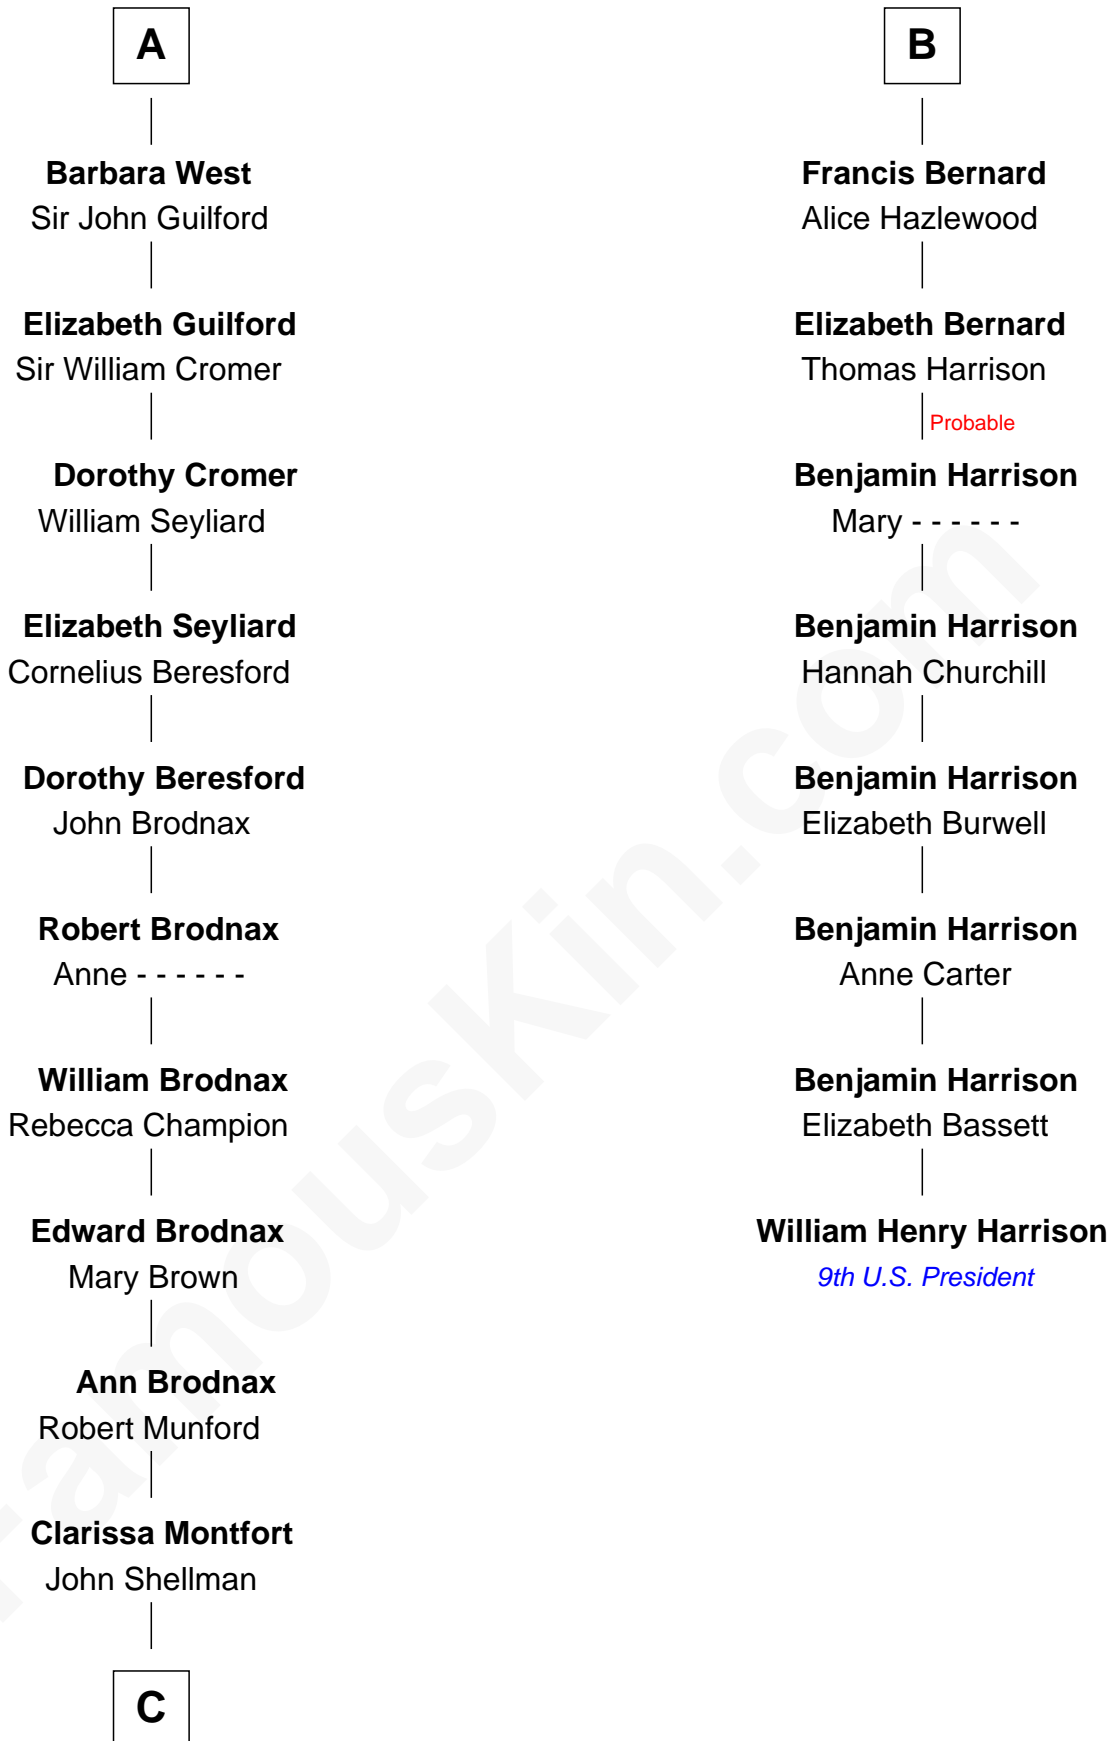 A
Barbara West
Sir John Guilford
Elizabeth Guilford
Sir William Cromer
Dorothy Cromer
William Seyliard
Elizabeth Seyliard
Cornelius Beresford
Dorothy Beresford
John Brodnax
Robert Brodnax
Anne - - - - - -
William Brodnax
Rebecca Champion
Edward Brodnax
Mary Brown
Ann Brodnax
Robert Munford
Clarissa Montfort
John Shellman
C
B
Francis Bernard
Alice Hazlewood
Elizabeth Bernard
Thomas Harrison
Probable
Benjamin Harrison
Mary - - - - - -
Benjamin Harrison
Hannah Churchill
Benjamin Harrison
Elizabeth Burwell
Benjamin Harrison
Anne Carter
Benjamin Harrison
Elizabeth Bassett
William Henry Harrison
9th U.S. President
FamousKin.com